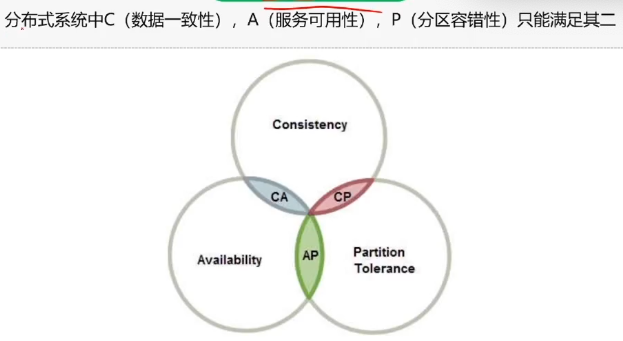 分布式系统中C（数据一致性），A（服务可用性），P（分区容错性）只能满足其二
Consistency
CA
CP
Availability
AP
Partition
Tolerance